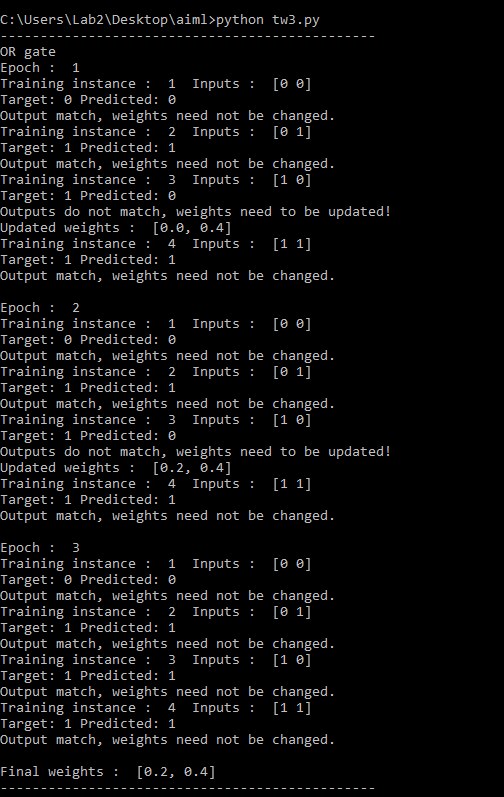 C:\Users\Lab2\Desktop\aiml>python tw3.py
-----------------------------------------------
OR gate
Epoch :  1
Training instance :  1  Inputs :  [0 0]
Target: 0 Predicted: 0
Output match, weights need not be changed.
Training instance :  2  Inputs :  [0 1]
Target: 1 Predicted: 1
Output match, weights need not be changed.
Training instance :  3  Inputs :  [1 0]
Target: 1 Predicted: 0
Outputs do not match, weights need to be updated!
Updated weights :  [0.0, 0.4]
Training instance :  4  Inputs :  [1 1]
Target: 1 Predicted: 1
Output match, weights need not be changed.

Epoch :  2
Training instance :  1  Inputs :  [0 0]
Target: 0 Predicted: 0
Output match, weights need not be changed.
Training instance :  2  Inputs :  [0 1]
Target: 1 Predicted: 1
Output match, weights need not be changed.
Training instance :  3  Inputs :  [1 0]
Target: 1 Predicted: 0
Outputs do not match, weights need to be updated!
Updated weights :  [0.2, 0.4]
Training instance :  4  Inputs :  [1 1]
Target: 1 Predicted: 1
Output match, weights need not be changed.

Epoch :  3
Training instance :  1  Inputs :  [0 0]
Target: 0 Predicted: 0
Output match, weights need not be changed.
Training instance :  2  Inputs :  [0 1]
Target: 1 Predicted: 1
Output match, weights need not be changed.
Training instance :  3  Inputs :  [1 0]
Target: 1 Predicted: 1
Output match, weights need not be changed.
Training instance :  4  Inputs :  [1 1]
Target: 1 Predicted: 1
Output match, weights need not be changed.

Final weights :  [0.2, 0.4]
-----------------------------------------------